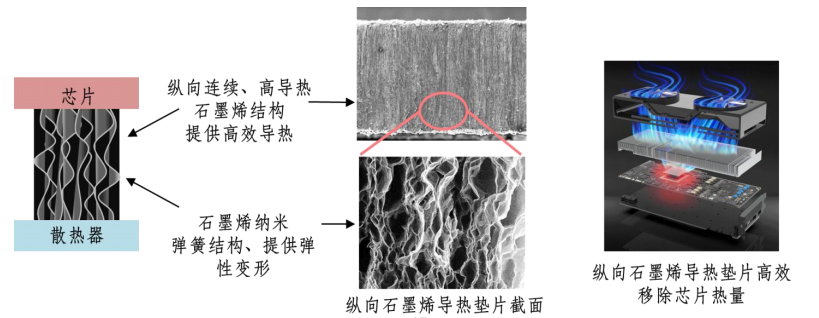 芯片
散热器
纵向连续、高导热
石墨烯结构
提供高效导热
石墨烯纳米
弹簧结构、提供弹
性变形
纵向石墨烯导热垫片截面
纵向石墨烯导热垫片高效
移除芯片热量